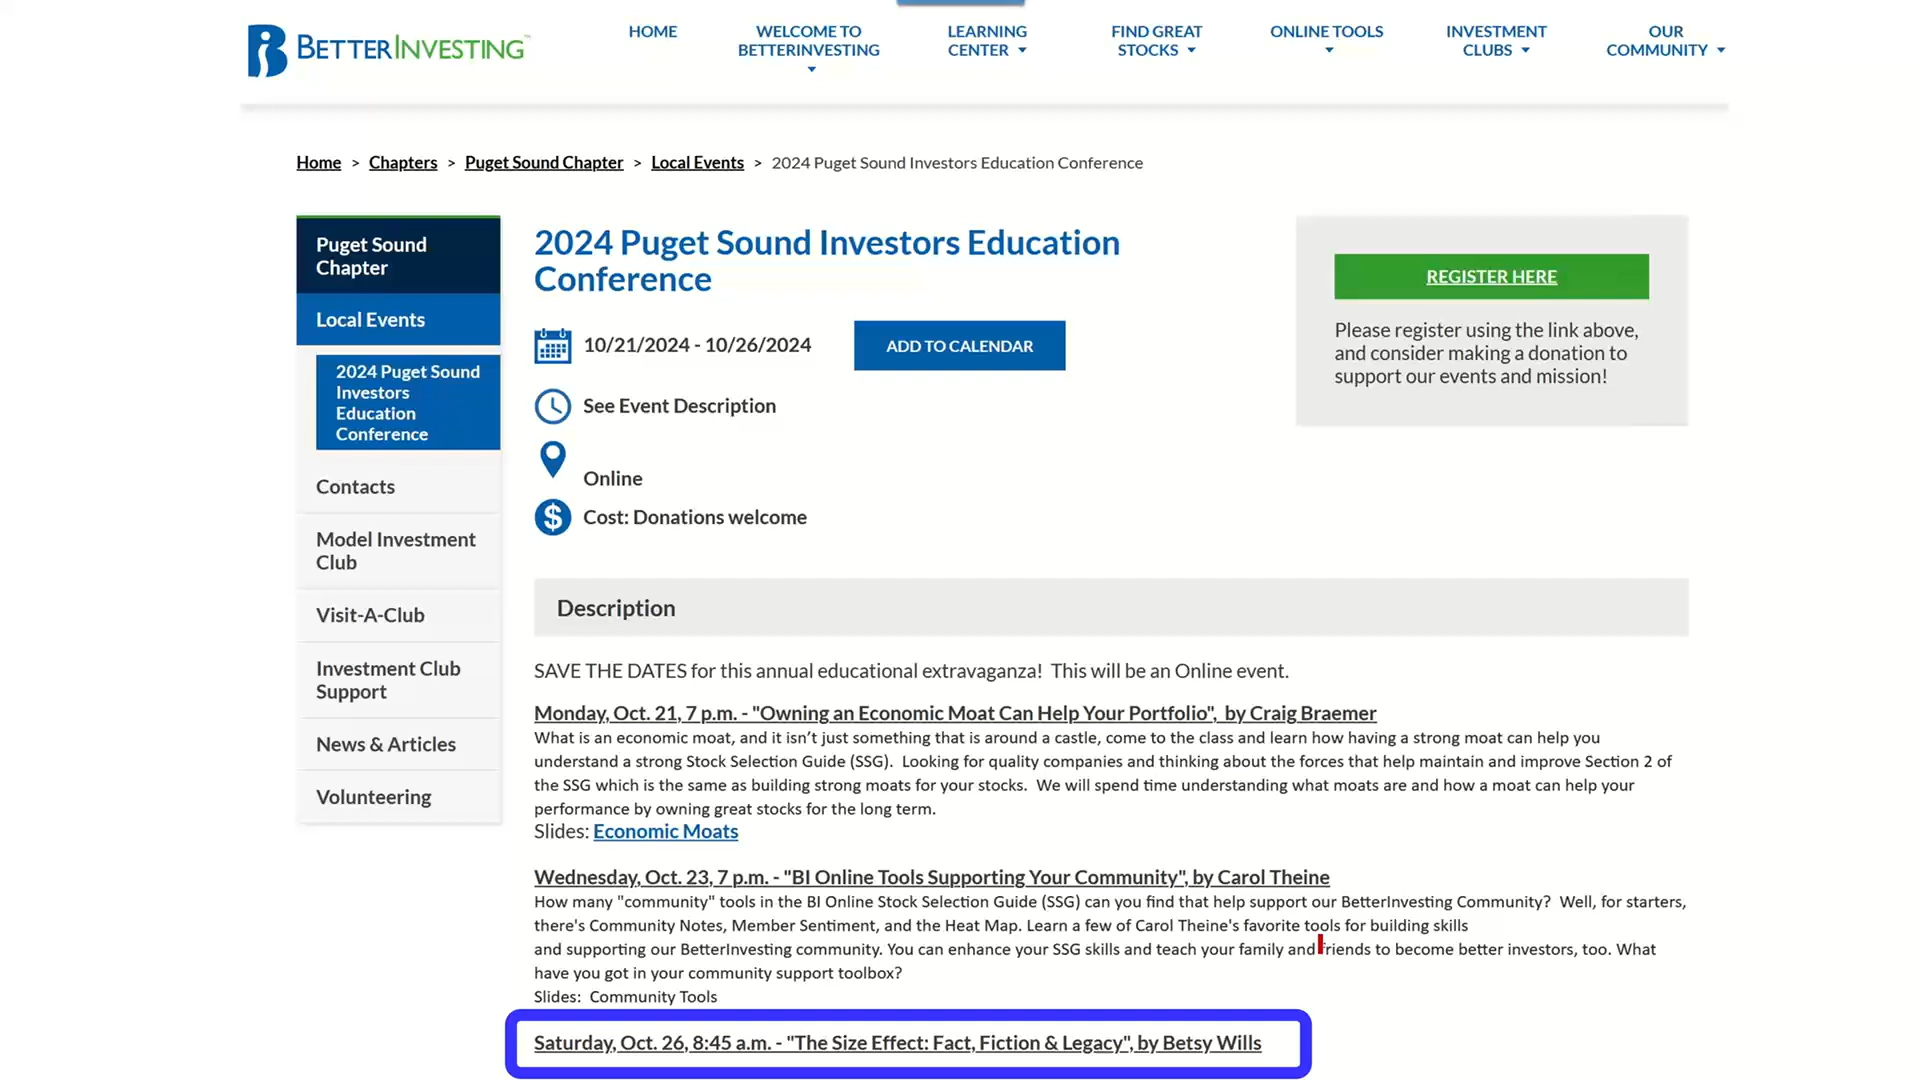 BETTERINVESTING™
HOME
WELCOME TO
BETTERINVESTING
LEARNING
CENTER
FIND GREAT
STOCKS
ONLINE TOOLS
INVESTMENT
CLUBS
OUR
COMMUNITY
Home > Chapters > Puget Sound Chapter > Local Events > 2024 Puget Sound Investors Education Conference
Puget Sound
Chapter
Local Events
2024 Puget Sound
Investors
Education
Conference
Contacts
Model Investment
Club
Visit-A-Club
Investment Club
Support
News & Articles
Volunteering
2024 Puget Sound Investors Education
Conference
10/21/2024 - 10/26/2024
ADD TO CALENDAR
See Event Description
Online
Cost: Donations welcome
REGISTER HERE
Please register using the link above,
and consider making a donation to
support our events and mission!
Description
SAVE THE DATES for this annual educational extravaganza! This will be an Online event.
Monday, Oct. 21, 7 p.m. - "Owning an Economic Moat Can Help Your Portfolio", by Craig Braemer
What is an economic moat, and it isn't just something that is around a castle, come to the class and learn how having a strong moat can help you
understand a strong Stock Selection Guide (SSG). Looking for quality companies and thinking about the forces that help maintain and improve Section 2 of
the SSG which is the same as building strong moats for your stocks. We will spend time understanding what moats are and how a moat can help your
performance by owning great stocks for the long term.
Slides: Economic Moats
Wednesday, Oct. 23, 7 p.m. - "BI Online Tools Supporting Your Community", by Carol Theine
How many "community" tools in the BI Online Stock Selection Guide (SSG) can you find that help support our BetterInvesting Community? Well, for starters,
there's Community Notes, Member Sentiment, and the Heat Map. Learn a few of Carol Theine's favorite tools for building skills
and supporting our BetterInvesting community. You can enhance your SSG skills and teach your family and friends to become better investors, too. What
have you got in your community support toolbox?
Slides: Community Tools
Saturday, Oct. 26, 8:45 a.m. - "The Size Effect: Fact, Fiction & Legacy", by Betsy Wills